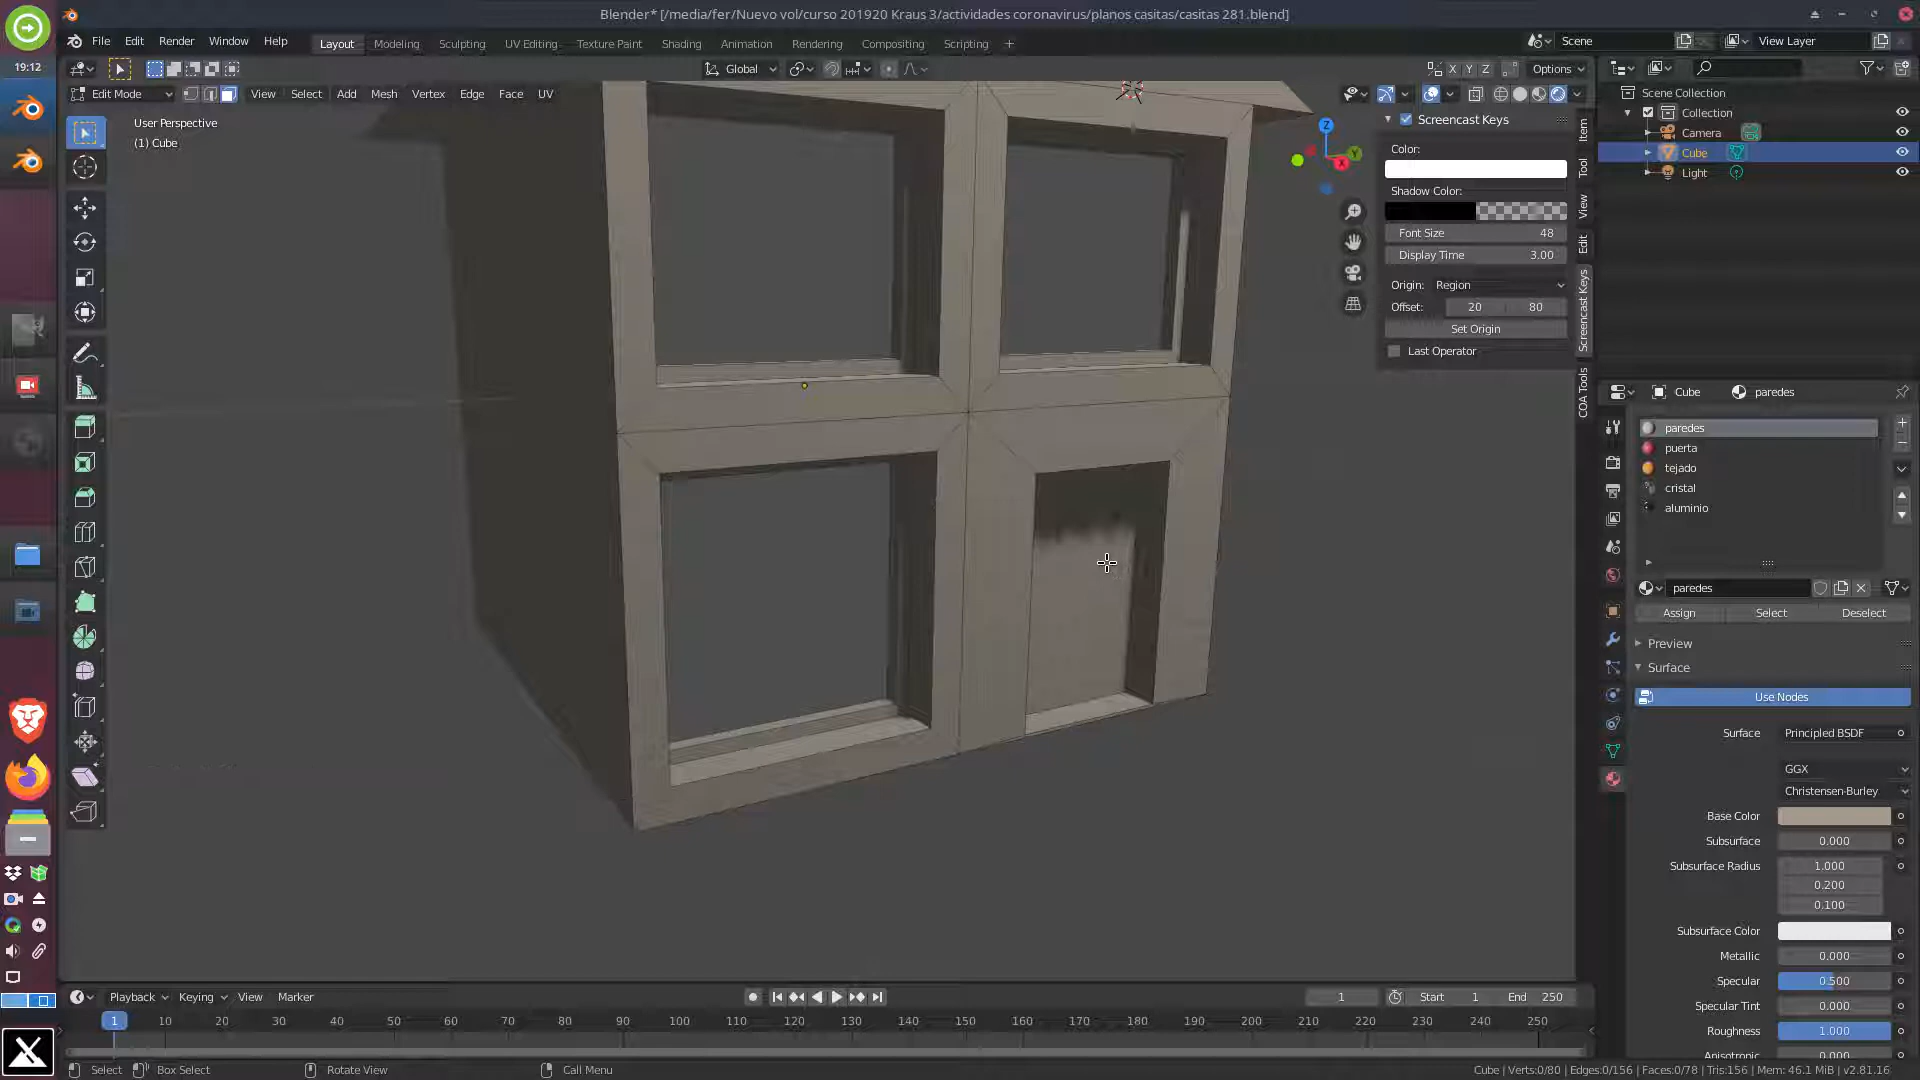 Blender* [/media/fer/Nuevo vol/curso 201920 Kraus 3/actividades coronavirus/planos casitas/casitas 281.blend]
File Edit Render Window Help
Layout Modeling Sculpting UV Editing Texture Paint Shading Animation Rendering Compositing Scripting +
Scene
View Layer
19:12
Global
X Y Z
Options
Edit Mode
View Select Add Mesh Vertex Edge Face UV
User Perspective
(1) Cube
Z
Y
X
Screencast Keys
Color:
Shadow Color:
Font Size 48
Display Time 3.00
Origin: Region
Offset: 20 80
Set Origin
Last Operator
Item
Tool
View
Edit
Screencast Keys
COA Tools
Scene Collection
Collection
Camera
Cube
Light
Cube
paredes
paredes
puerta
tejado
cristal
aluminio
paredes
Assign
Select
Deselect
Preview
Surface
Use Nodes
Surface Principled BSDF
GGX
Christensen-Burley
Base Color
Subsurface 0.000
Subsurface Radius 1.000
0.200
0.100
Subsurface Color
Metallic 0.000
Specular 0.500
Specular Tint 0.000
Roughness 1.000
Anisotropic 0.000
Playback Keying View Marker
1
Start 1
End 250
1 10 20 30 40 50 60 70 80 90 100 110 120 130 140 150 160 170 180 190 200 210 220 230 240 250
Select
Box Select
Rotate View
Call Menu
Cube | Verts:0/80 | Edges:0/156 | Faces:0/78 | Tris:156 | Mem: 46.1 MiB | v2.81.16